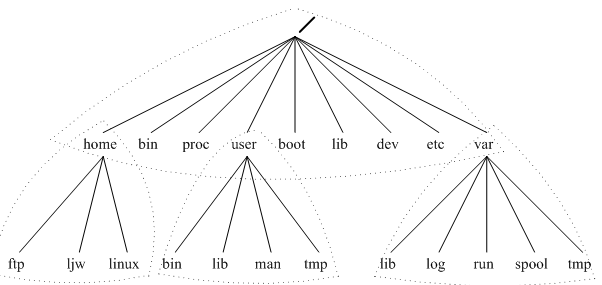 /
home bin proc user boot lib dev etc var
ftp ljw linux bin lib man tmp lib log run spool tmp